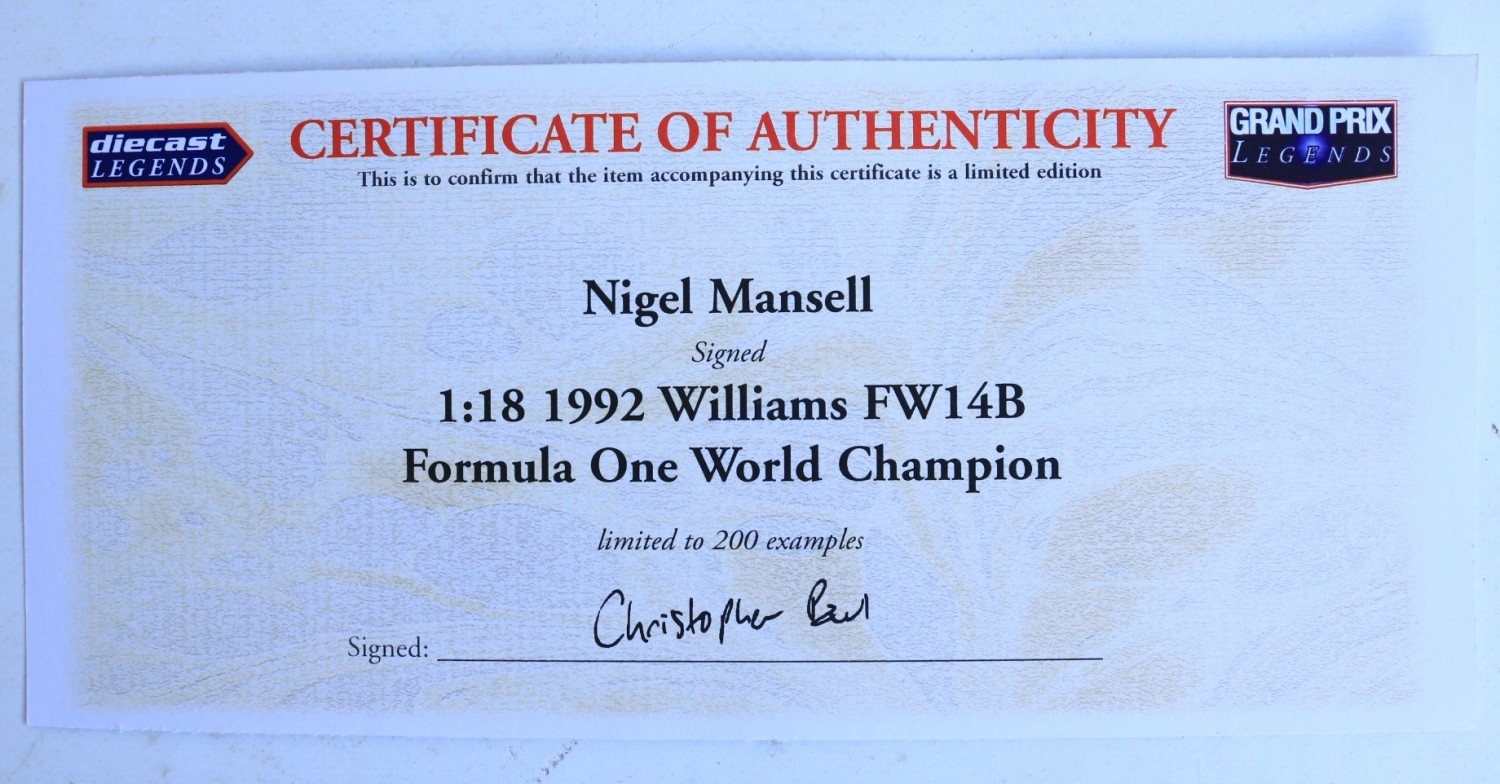 diecast
LEGENDS
CERTIFICATE OF AUTHENTICITY
This is to confirm that the item accompanying this certificate is a limited edition
GRAND PRIX
LEGENDS
Nigel Mansell
Signed
1:18 1992 Williams FW14B
Formula One World Champion
limited to 200 examples
Christopher
Signed: